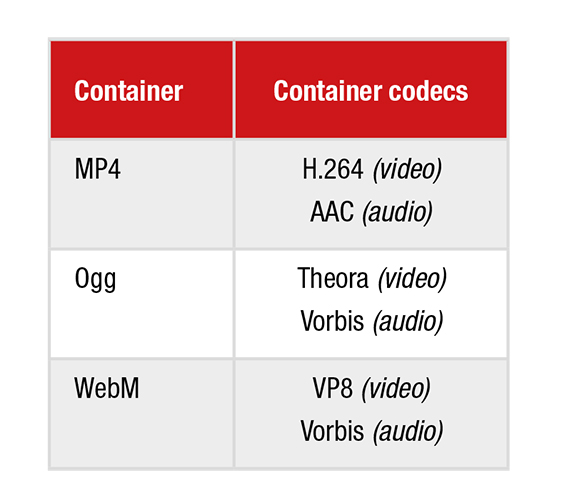 Container Container codecs
MP4 H.264 (video)
AAC (audio)
Ogg Theora (video)
Vorbis (audio)
WebM VP8 (video)
Vorbis (audio)